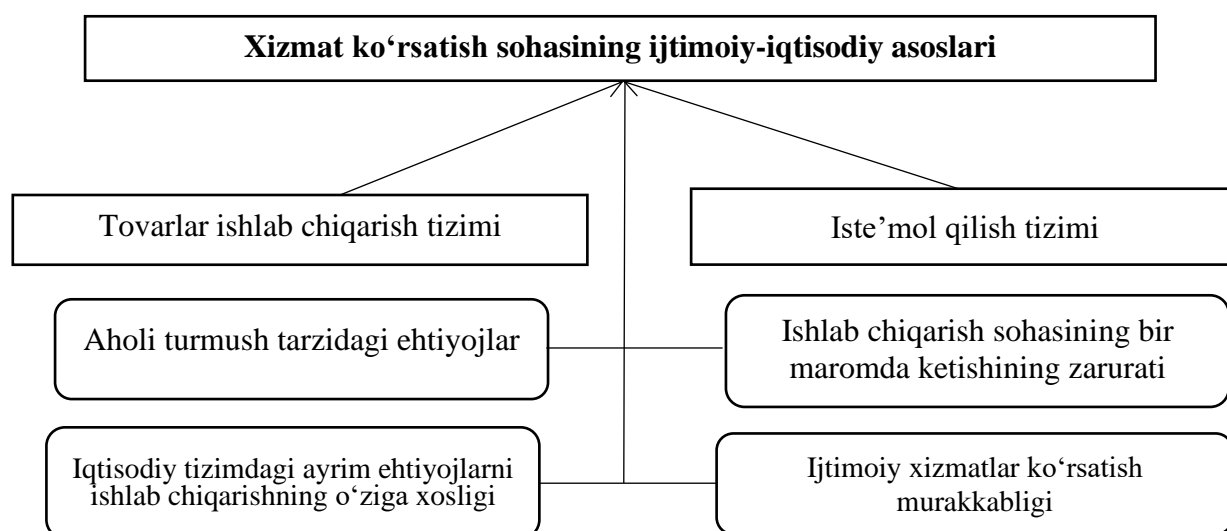 Xizmat ko‘rsatish sohasining ijtimoiy-iqtisodiy asoslari
Tovarlar ishlab chiqarish tizimi
Iste’mol qilish tizimi
Aholi turmush tarzidagi ehtiyojlar
Ishlab chiqarish sohasining bir
maromda ketishining zarurati
Iqtisodiy tizimdagi ayrim ehtiyojlarni
ishlab chiqarishning o‘ziga xosligi
Ijtimoiy xizmatlar ko‘rsatish
murakkabligi